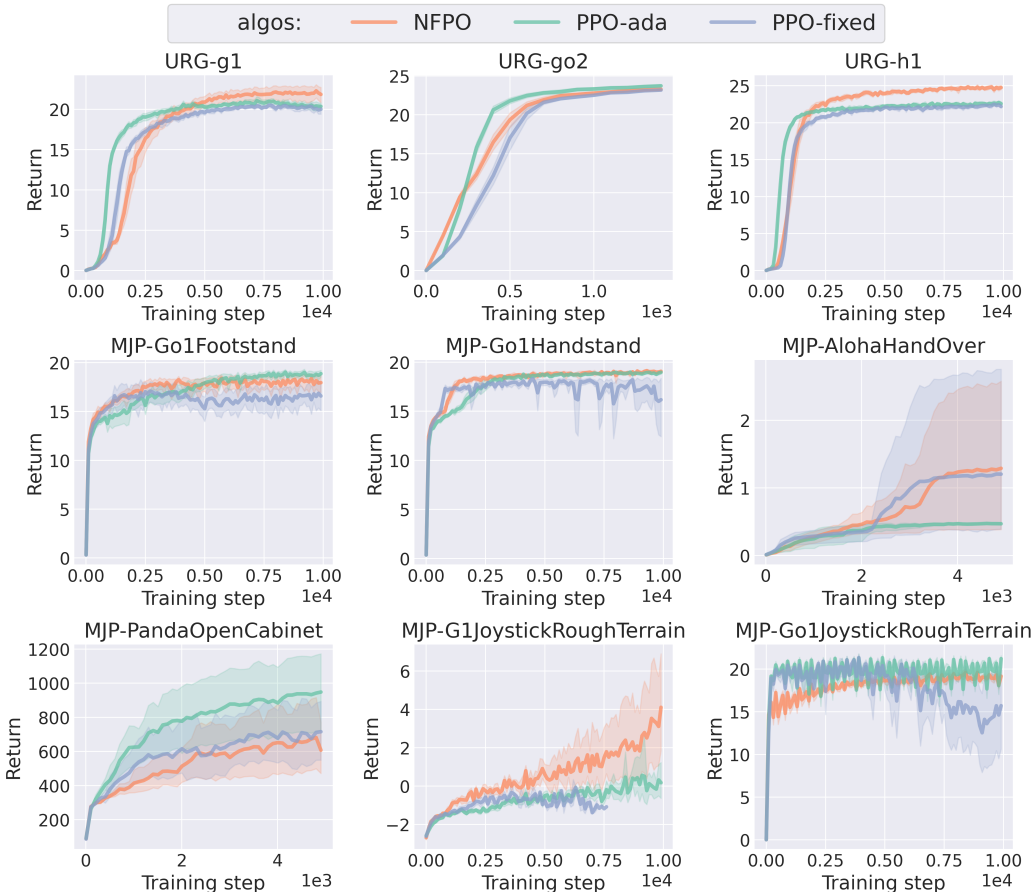 algos: NFPO PPO-ada PPO-fixed
URG-g1 URG-go2 URG-h1
Return
20
15
10
5
0
0.00 0.25 0.50 0.75 1.00
Training step 1e4
Return
25
20
15
10
5
0
0.0 0.5 1.0
Training step 1e3
Return
25
20
15
10
5
0
0.00 0.25 0.50 0.75 1.00
Training step 1e4
MJP-Go1Footstand MJP-Go1Handstand MJP-AlohaHandOver
Return
20
15
10
5
0
0.00 0.25 0.50 0.75 1.00
Training step 1e4
Return
20
15
10
5
0
0.00 0.25 0.50 0.75 1.00
Training step 1e4
Return
2
1
0
0 2 4
Training step 1e3
MJP-PandaOpenCabinet MJP-G1JoystickRoughTerrain MJP-Go1JoystickRoughTerrain
Return
1200
1000
800
600
400
200
0 2 4
Training step 1e3
Return
6
4
2
0
−2
0.00 0.25 0.50 0.75 1.00
Training step 1e4
Return
20
15
10
5
0
0.00 0.25 0.50 0.75 1.00
Training step 1e4